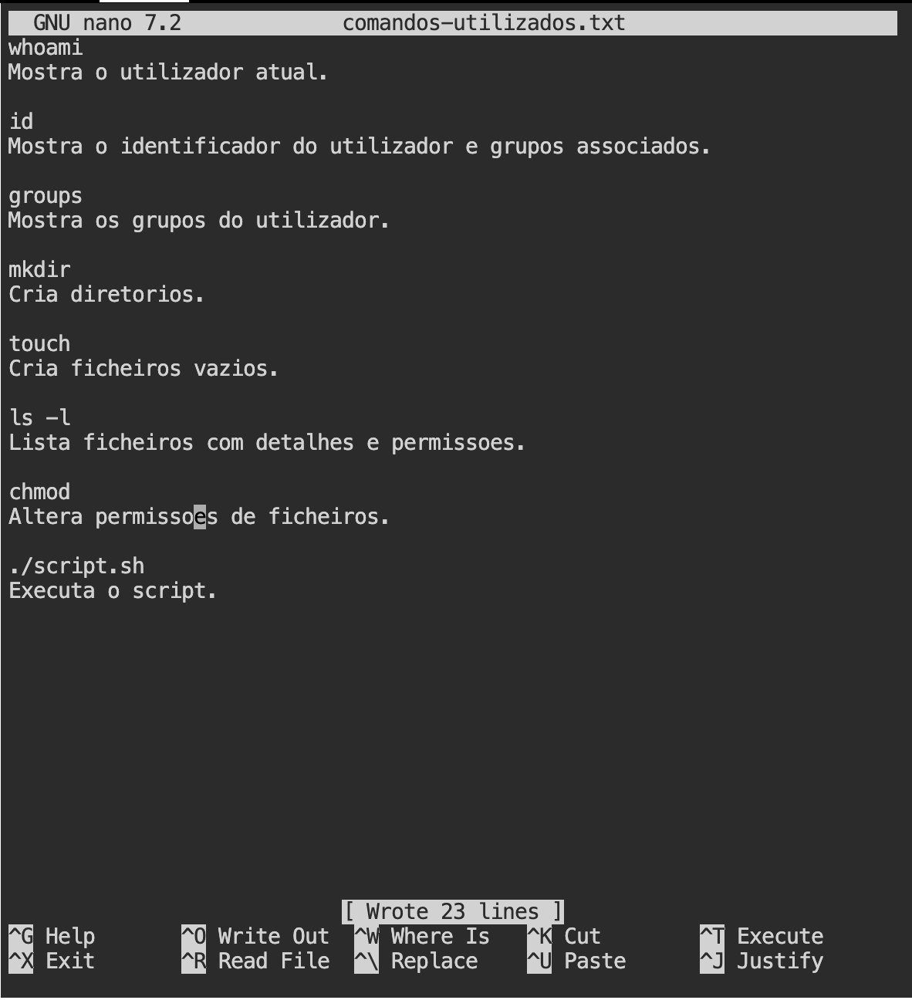 GNU nano 7.2 comandos-utilizados.txt
whoami
Mostra o utilizador atual.
id
Mostra o identificador do utilizador e grupos associados.
groups
Mostra os grupos do utilizador.
mkdir
Cria diretorios.
touch
Cria ficheiros vazios.
ls -l
Lista ficheiros com detalhes e permissoes.
chmod
Altera permissoes de ficheiros.
./script.sh
Executa o script.
[ Wrote 23 lines ]
^G Help ^O Write Out ^W Where Is ^K Cut ^T Execute
^X Exit ^R Read File ^\ Replace ^U Paste ^J Justify